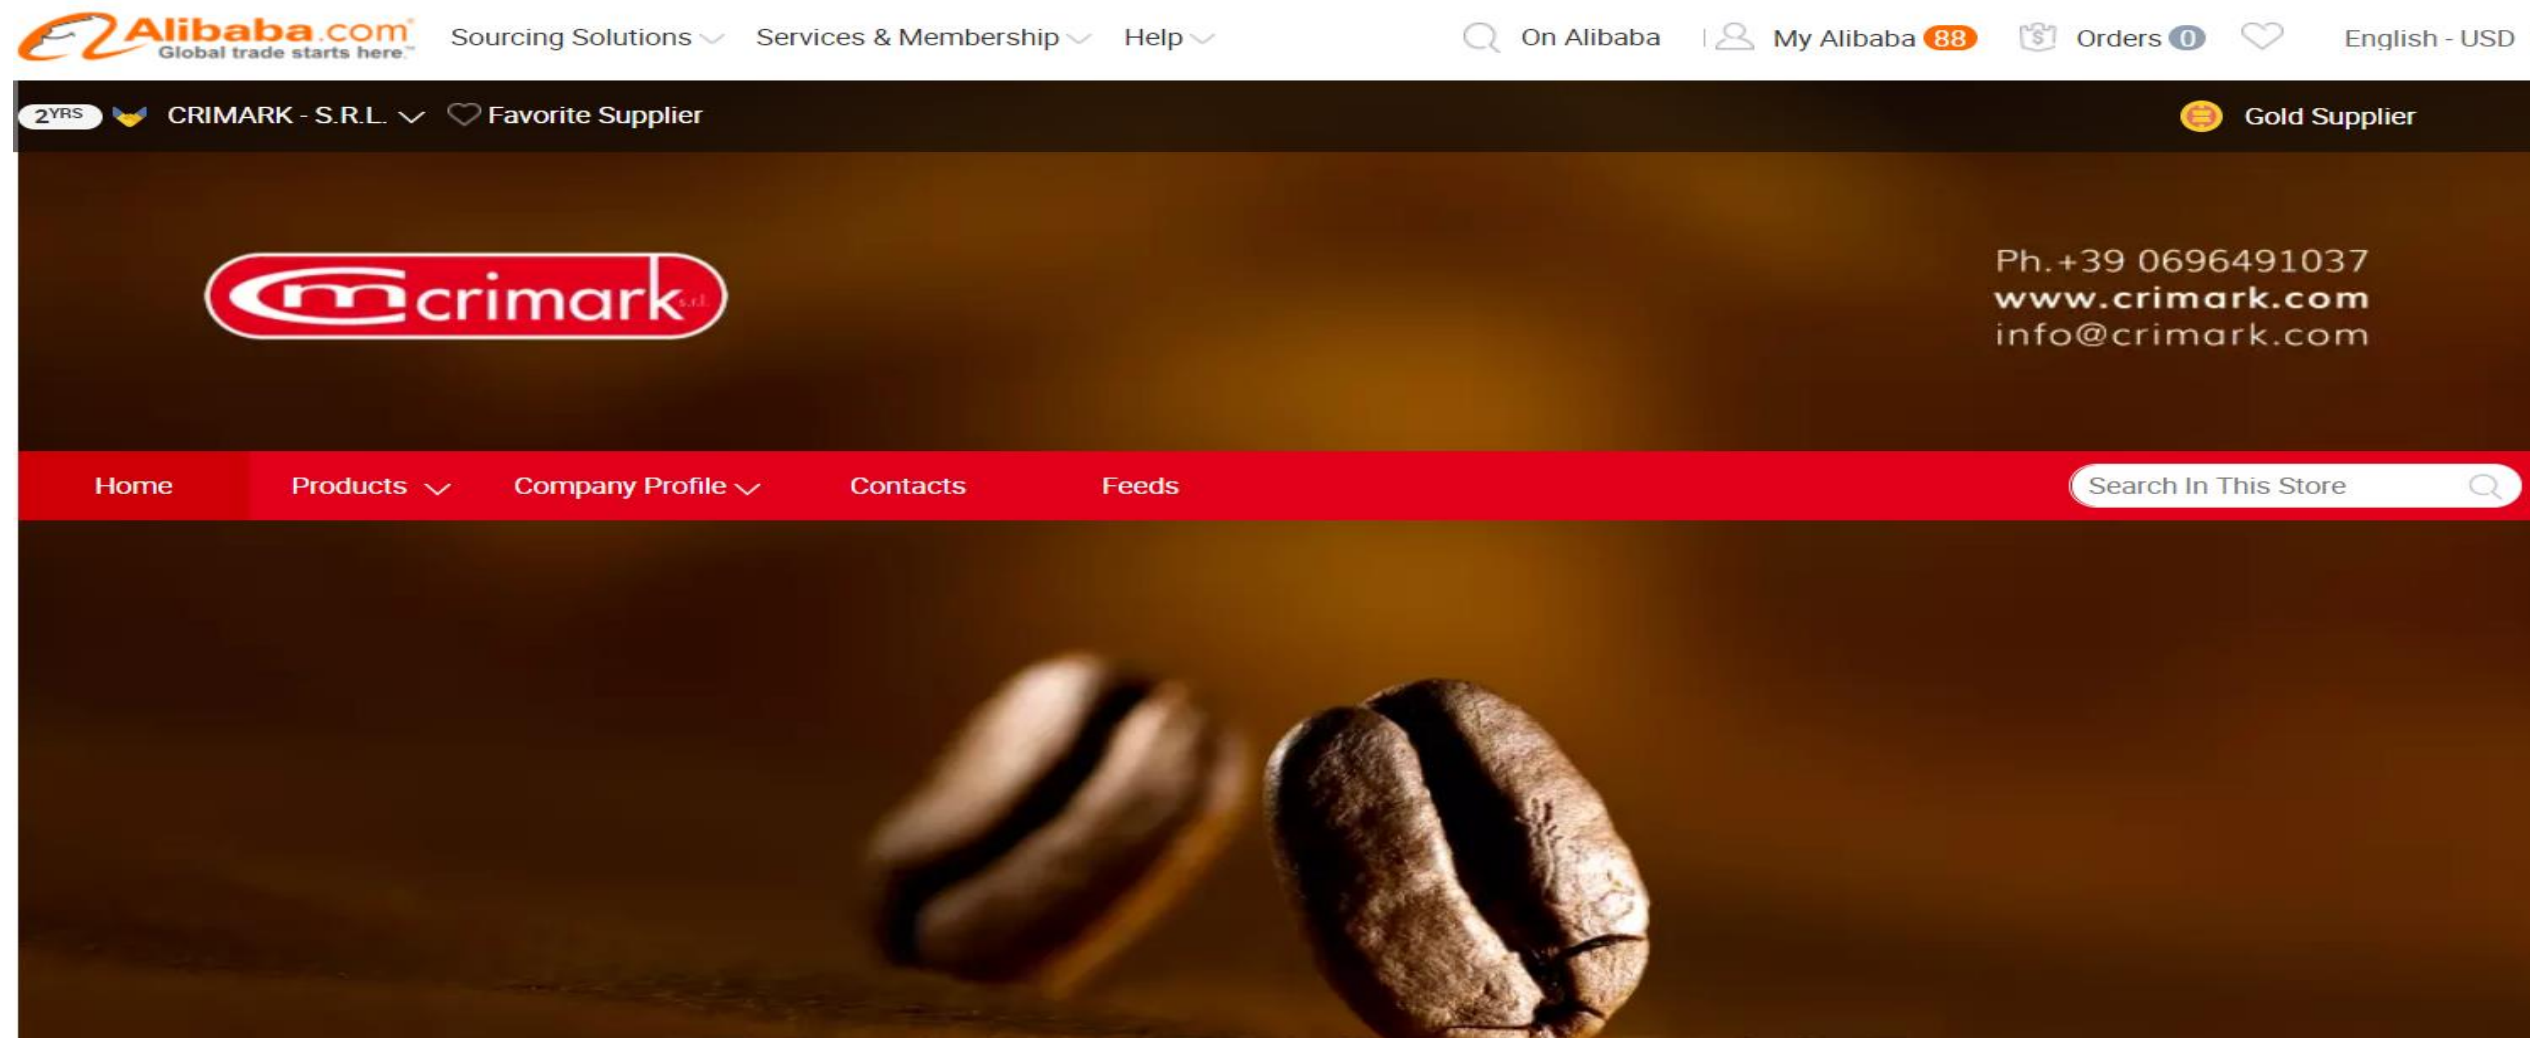 Alibaba.com
Global trade starts here.™
Sourcing Solutions Services & Membership Help On Alibaba My Alibaba 88 Orders 0 English - USD
2YRS CRIMARK - S.R.L. Favorite Supplier Gold Supplier
cm crimark s.r.l.
Ph.+39 0696491037
www.crimark.com
info@crimark.com
Home Products Company Profile Contacts Feeds Search In This Store